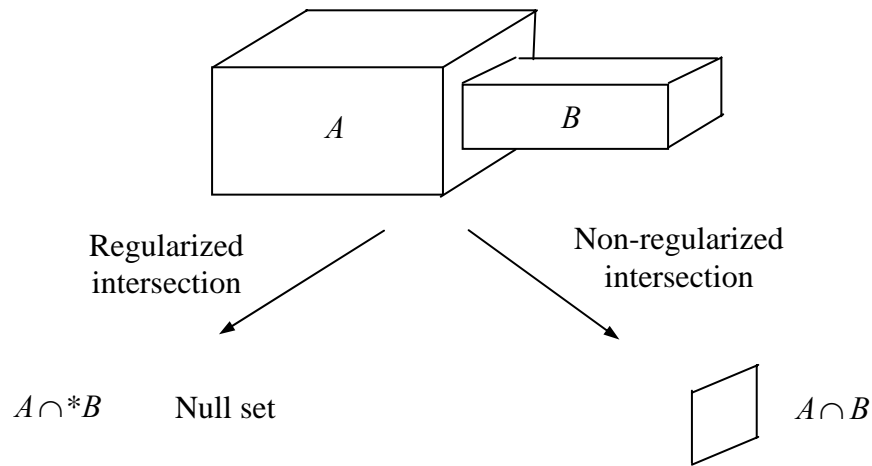 A
B
Regularized
intersection
Non-regularized
intersection
A∩*B
Null set
A∩B